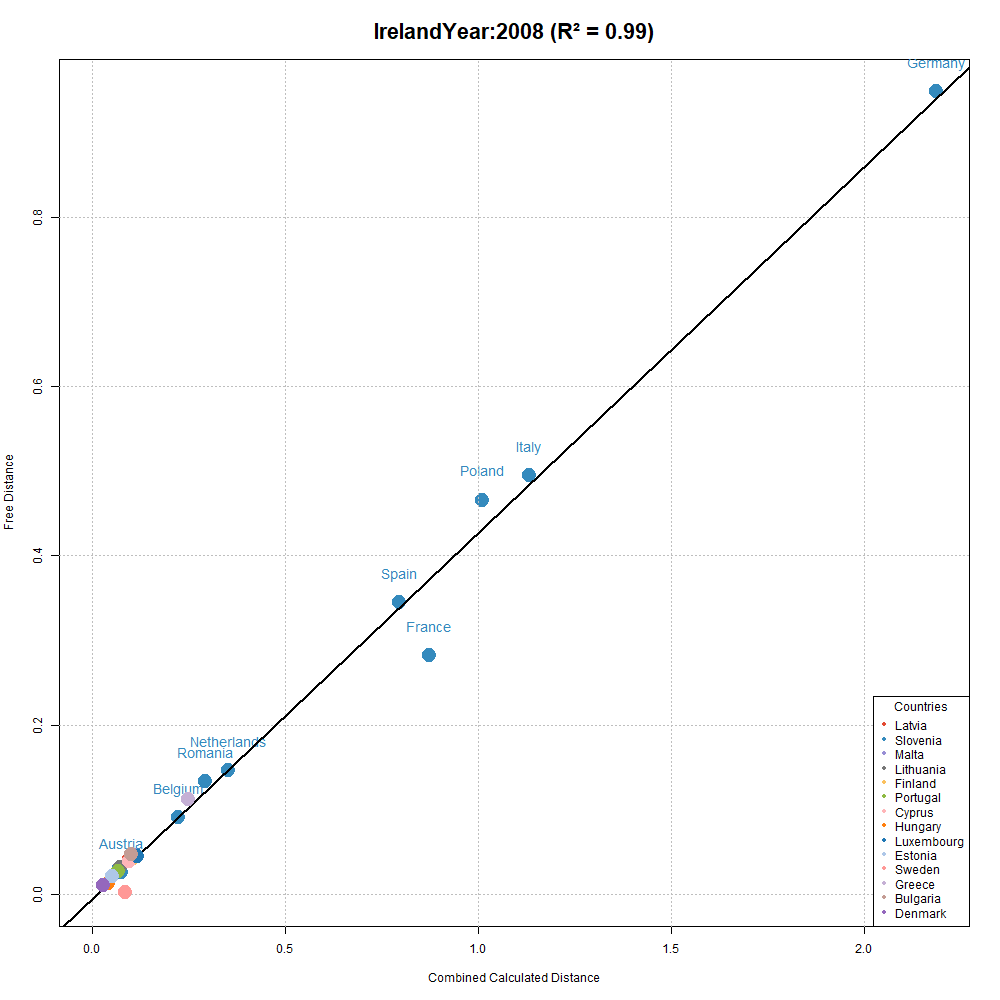 IrelandYear:2008 (R² = 0.99)
Germany
Italy
Poland
Spain
France
Netherlands
Romania
Belgium
Austria
0.8
0.6
0.4
0.2
0.0
Free Distance
0.0
0.5
1.0
1.5
2.0
Combined Calculated Distance
Countries
Latvia
Slovenia
Malta
Lithuania
Finland
Portugal
Cyprus
Hungary
Luxembourg
Estonia
Sweden
Greece
Bulgaria
Denmark